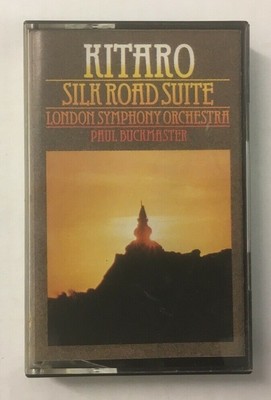 KITARO
SILK ROAD SUITE
LONDON SYMPHONY ORCHESTRA
PAUL BUCKMASTER